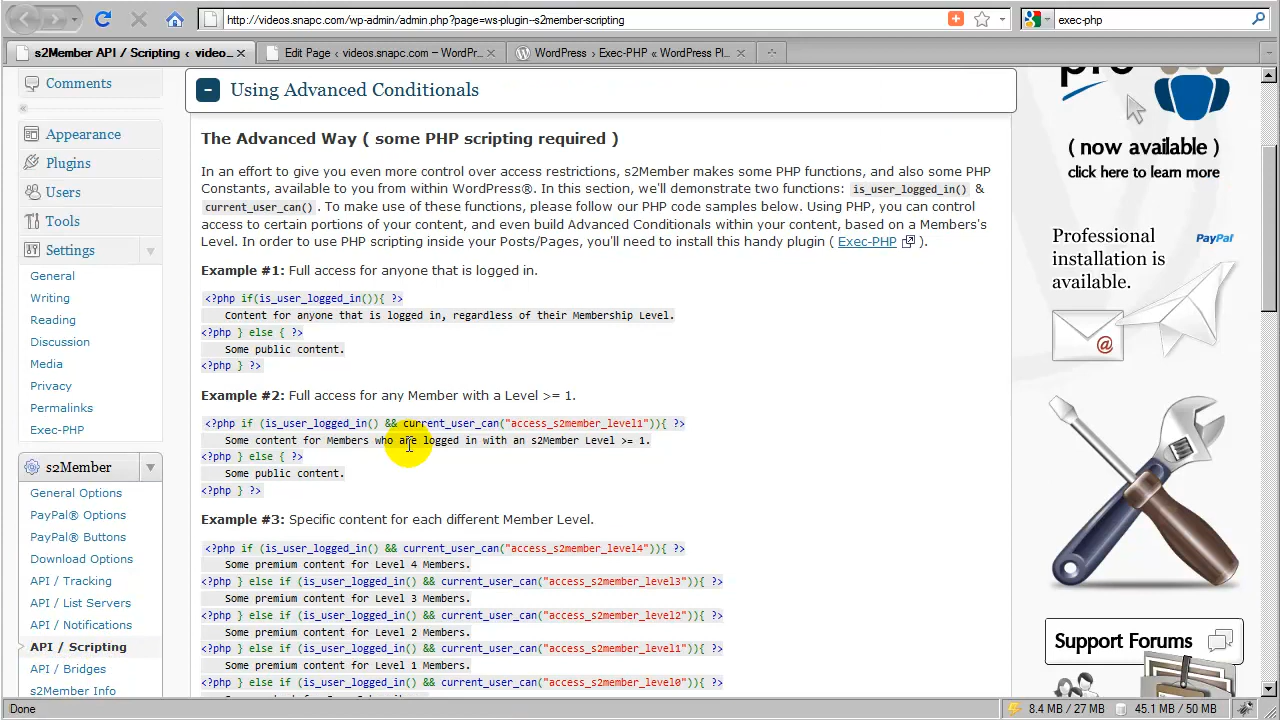 http://videos.snapc.com/wp-admin/admin.php?page=ws-plugin--s2member-scripting
exec-php
s2Member API / Scripting ‹ video...
Edit Page ‹ videos.snapc.com — WordPr...
WordPress › Exec-PHP « WordPress Pl...
Comments
Appearance
Plugins
Users
Tools
Settings
General
Writing
Reading
Discussion
Media
Privacy
Permalinks
Exec-PHP
s2Member
General Options
PayPal® Options
PayPal® Buttons
Download Options
API / Tracking
API / List Servers
API / Notifications
API / Scripting
API / Bridges
s2Member Info
Using Advanced Conditionals
The Advanced Way ( some PHP scripting required )
In an effort to give you even more control over access restrictions, s2Member makes some PHP functions, and also some PHP
Constants, available to you from within WordPress®. In this section, we'll demonstrate two functions: is_user_logged_in() &
current_user_can(). To make use of these functions, please follow our PHP code samples below. Using PHP, you can control
access to certain portions of your content, and even build Advanced Conditionals within your content, based on a Members's
Level. In order to use PHP scripting inside your Posts/Pages, you'll need to install this handy plugin ( Exec-PHP ).
Example #1: Full access for anyone that is logged in.
<?php if(is_user_logged_in()){ ?>
Content for anyone that is logged in, regardless of their Membership Level.
<?php } else { ?>
Some public content.
<?php } ?>
Example #2: Full access for any Member with a Level >= 1.
<?php if (is_user_logged_in() && current_user_can("access_s2member_level1")){ ?>
Some content for Members who are logged in with an s2Member Level >= 1.
<?php } else { ?>
Some public content.
<?php } ?>
Example #3: Specific content for each different Member Level.
<?php if (is_user_logged_in() && current_user_can("access_s2member_level4")){ ?>
Some premium content for Level 4 Members.
<?php } else if (is_user_logged_in() && current_user_can("access_s2member_level3")){ ?>
Some premium content for Level 3 Members.
<?php } else if (is_user_logged_in() && current_user_can("access_s2member_level2")){ ?>
Some premium content for Level 2 Members.
<?php } else if (is_user_logged_in() && current_user_can("access_s2member_level1")){ ?>
Some premium content for Level 1 Members.
<?php } else if (is_user_logged_in() && current_user_can("access_s2member_level0")){ ?>
pro
( now available )
click here to learn more
Professional
installation is
available.
PayPal
@
Support Forums
Done
8.4 MB / 27 MB
45.1 MB / 50 MB